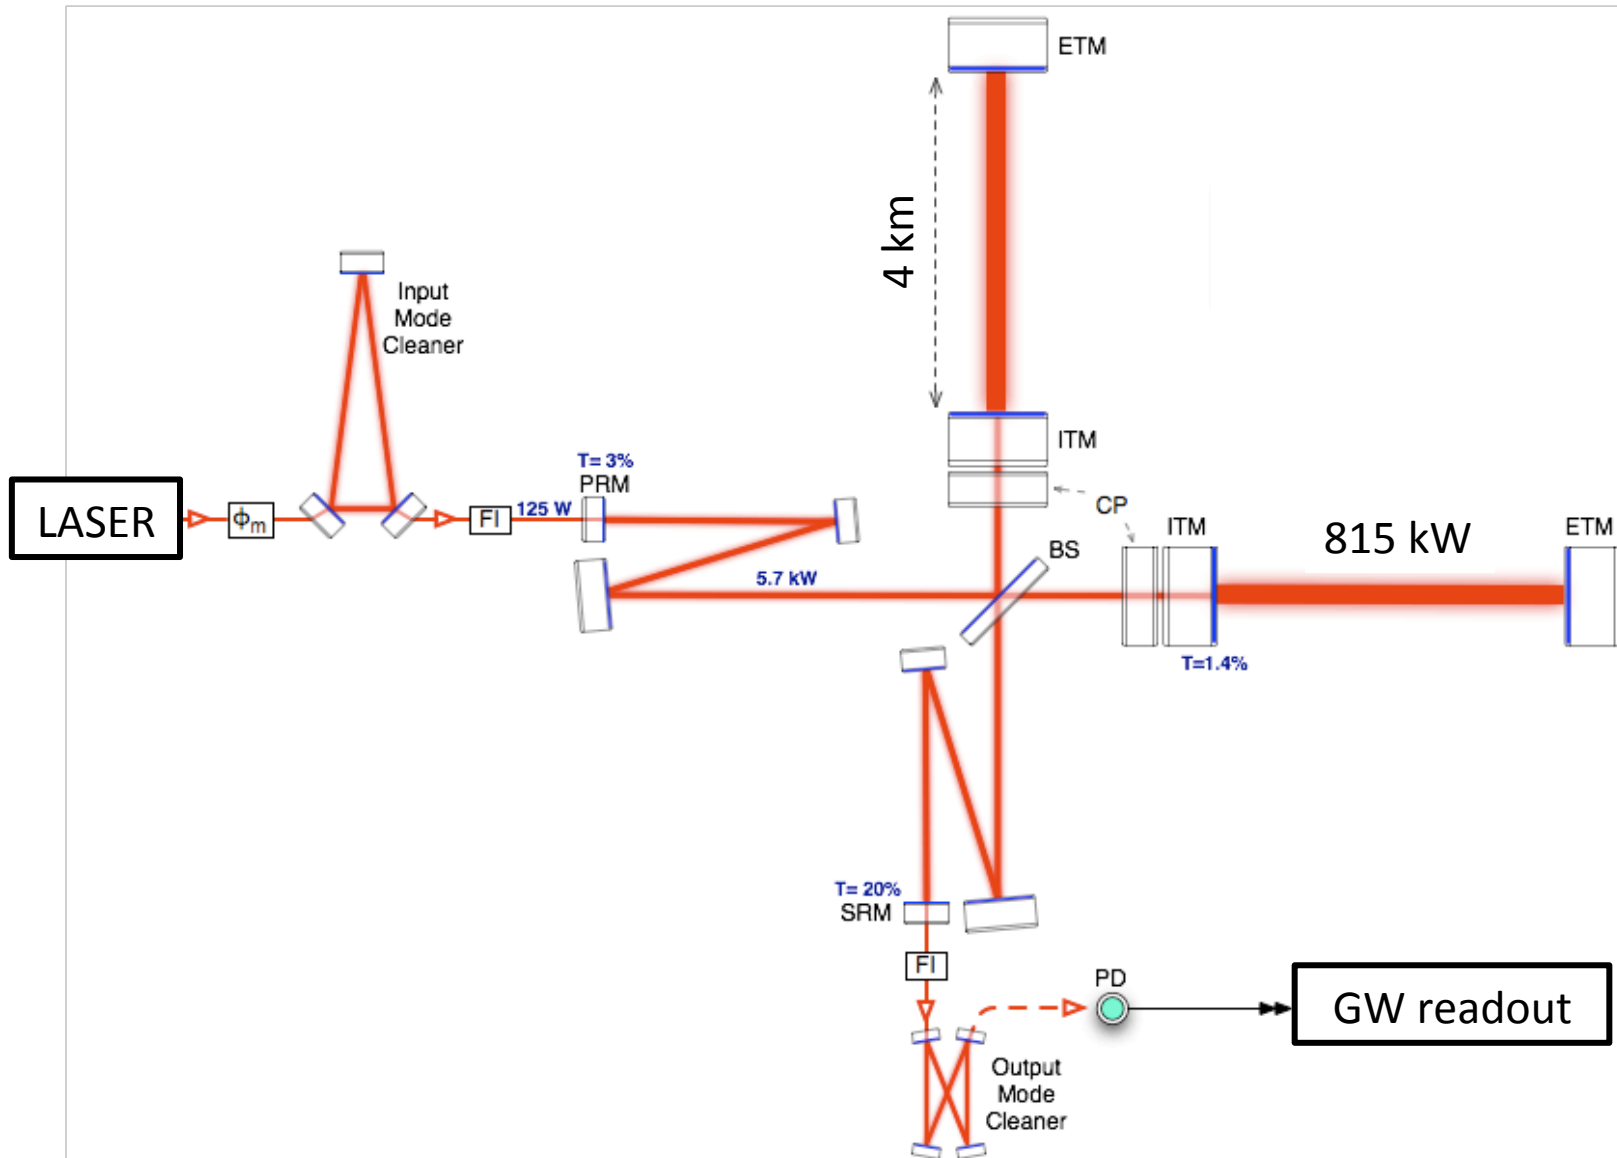 ETM
4 km
Input
Mode
Cleaner
ITM
T= 3%
PRM
LASER
Φm
FI
125 W
CP
ITM
815 kW
ETM
BS
5.7 kW
T=1.4%
T= 20%
SRM
FI
PD
GW readout
Output
Mode
Cleaner